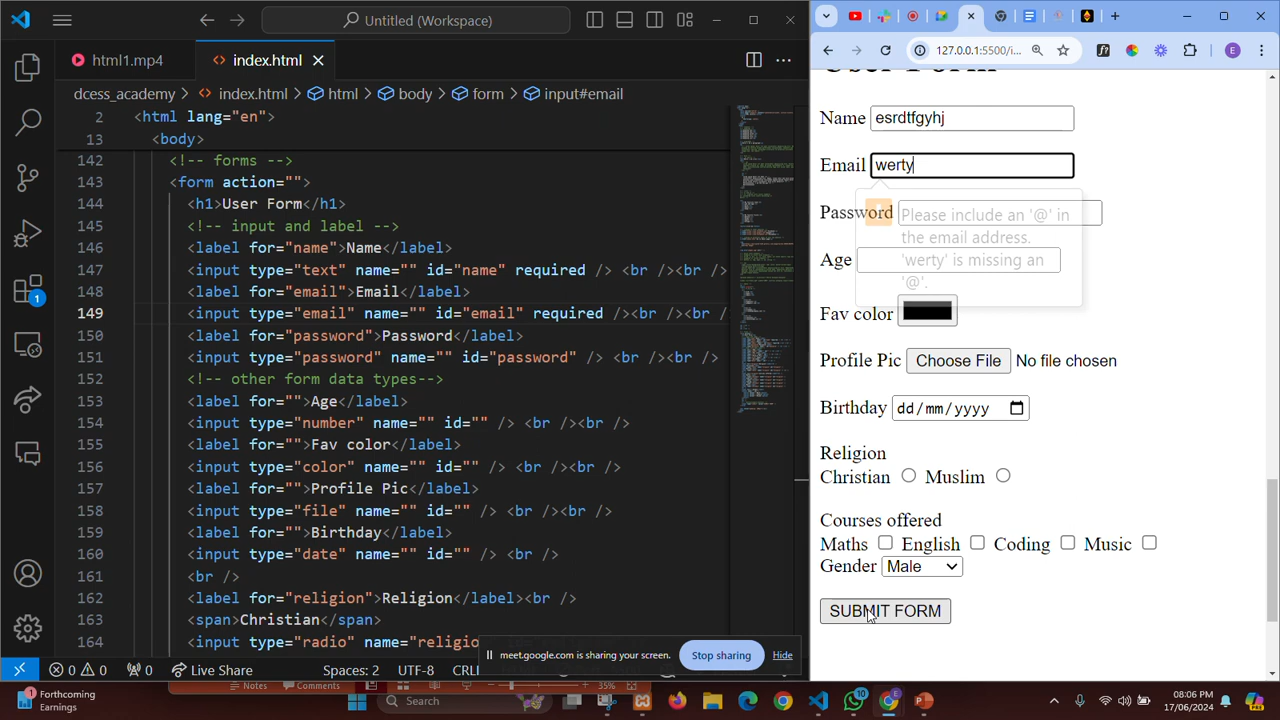 Untitled (Workspace)
html1.mp4
index.html
dcess_academy > index.html > html > body > form > input#email
2 <html lang="en">
13 <body>
142 <!-- forms -->
143 <form action="">
144 <h1>User Form</h1>
145 <!-- input and label -->
146 <label for="name">Name</label>
147 <input type="text" name="" id="name" required /> <br /><br />
148 <label for="email">Email</label>
149 <input type="email" name="" id="email" required /><br /><br /
150 <label for="password">Password</label>
151 <input type="password" name="" id="password" /> <br /><br />
152 <!-- other form data types-->
153 <label for="">Age</label>
154 <input type="number" name="" id="" /> <br /><br />
155 <label for="">Fav color</label>
156 <input type="color" name="" id="" /> <br /><br />
157 <label for="">Profile Pic</label>
158 <input type="file" name="" id="" /> <br /><br />
159 <label for="">Birthday</label>
160 <input type="date" name="" id="" /> <br />
161 <br />
162 <label for="religion">Religion</label><br />
163 <span>Christian</span>
164 <input type="radio" name="religio
1
0 0 0 Live Share Spaces: 2 UTF-8 CRL
meet.google.com is sharing your screen. Stop sharing Hide
127.0.0.1:5500/i...
E
User Form
Name esrdtfgyhj
Email werty
Password
Please include an '@' in
the email address.
'werty' is missing an
'@'.
Age
Fav color
Profile Pic Choose File No file chosen
Birthday dd/mm/yyyy
Religion
Christian Muslim
Courses offered
Maths English Coding Music
Gender Male
SUBMIT FORM
Notes Comments 35%
1 Forthcoming
Earnings
Search
10
E
08:06 PM
17/06/2024